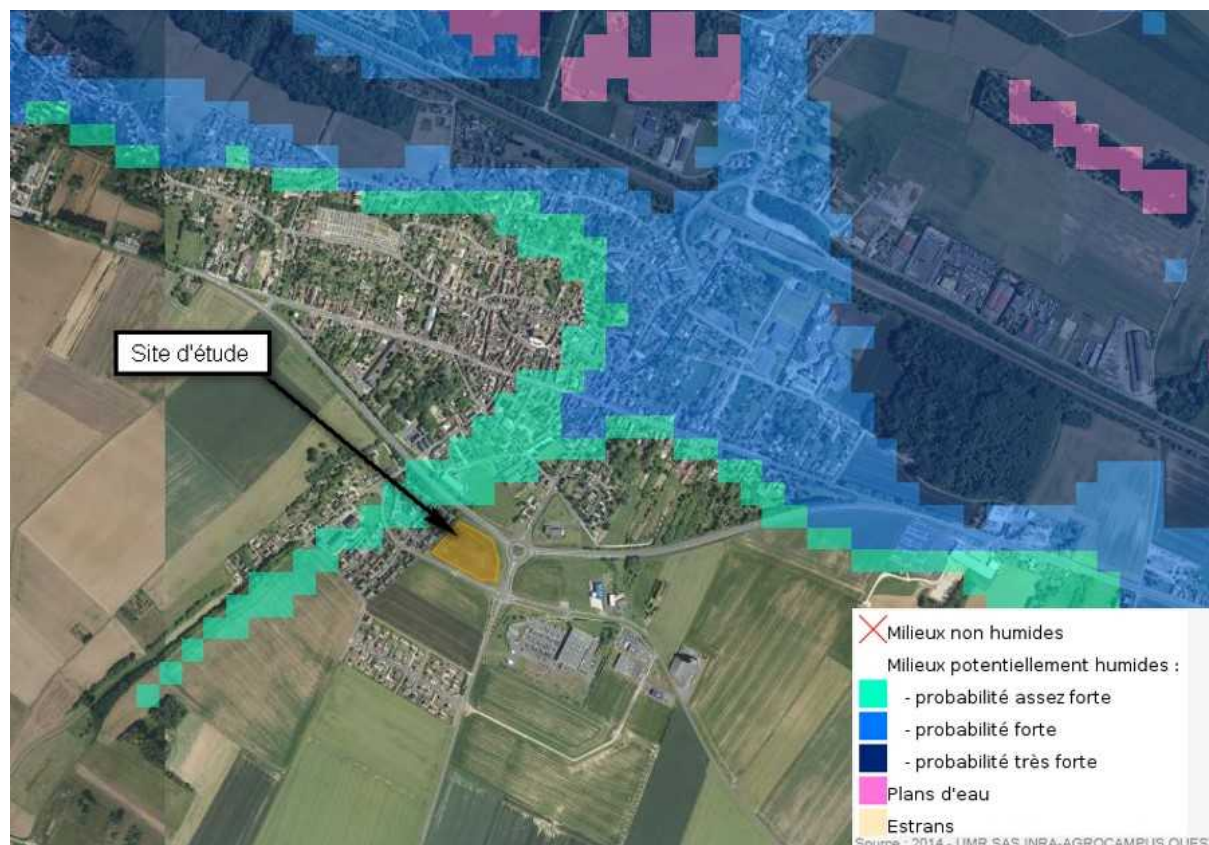 Site d'étude
Milieux non humides
Milieux potentiellement humides :
- probabilité assez forte
- probabilité forte
- probabilité très forte
Plans d'eau
Estrans
Source : 2014 - UMR SAS INRA-AGROCAMPUS OUES